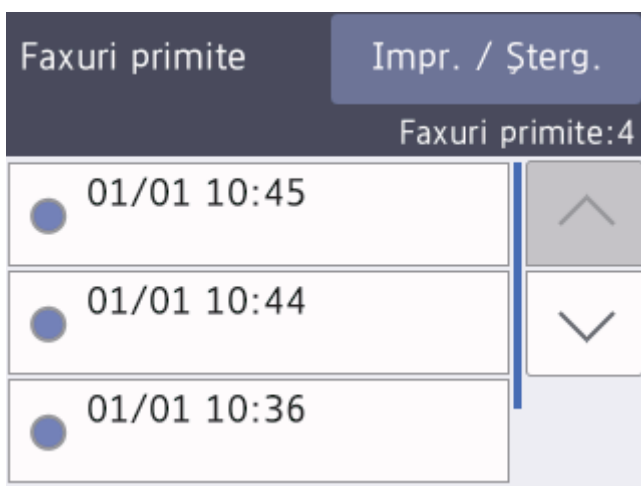 Faxuri primite
Impr. / Şterg.
Faxuri primite:4
01/01 10:45
01/01 10:44
01/01 10:36